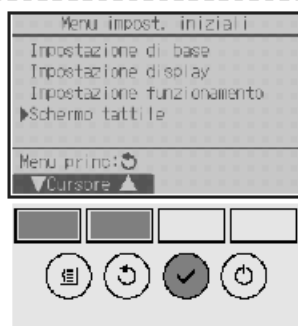 Menu impost. iniziali
Impostazione di base
Impostazione display
Impostazione funzionamento
▶Schermo tattile
Menu princ:
▼Cursore▲